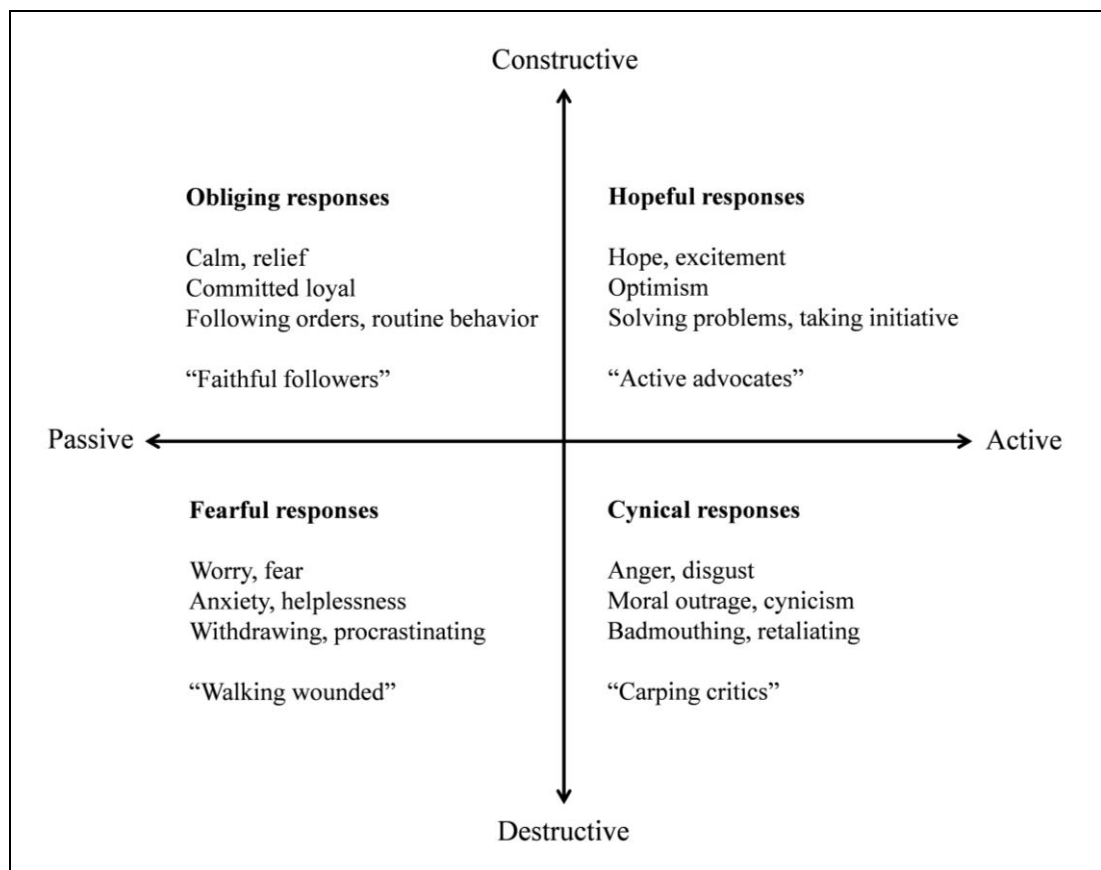 Constructive
Obliging responses
Calm, relief
Committed loyal
Following orders, routine behavior
“Faithful followers”
Hopeful responses
Hope, excitement
Optimism
Solving problems, taking initiative
“Active advocates”
Passive
Active
Fearful responses
Worry, fear
Anxiety, helplessness
Withdrawing, procrastinating
“Walking wounded”
Cynical responses
Anger, disgust
Moral outrage, cynicism
Badmouthing, retaliating
“Carping critics”
Destructive